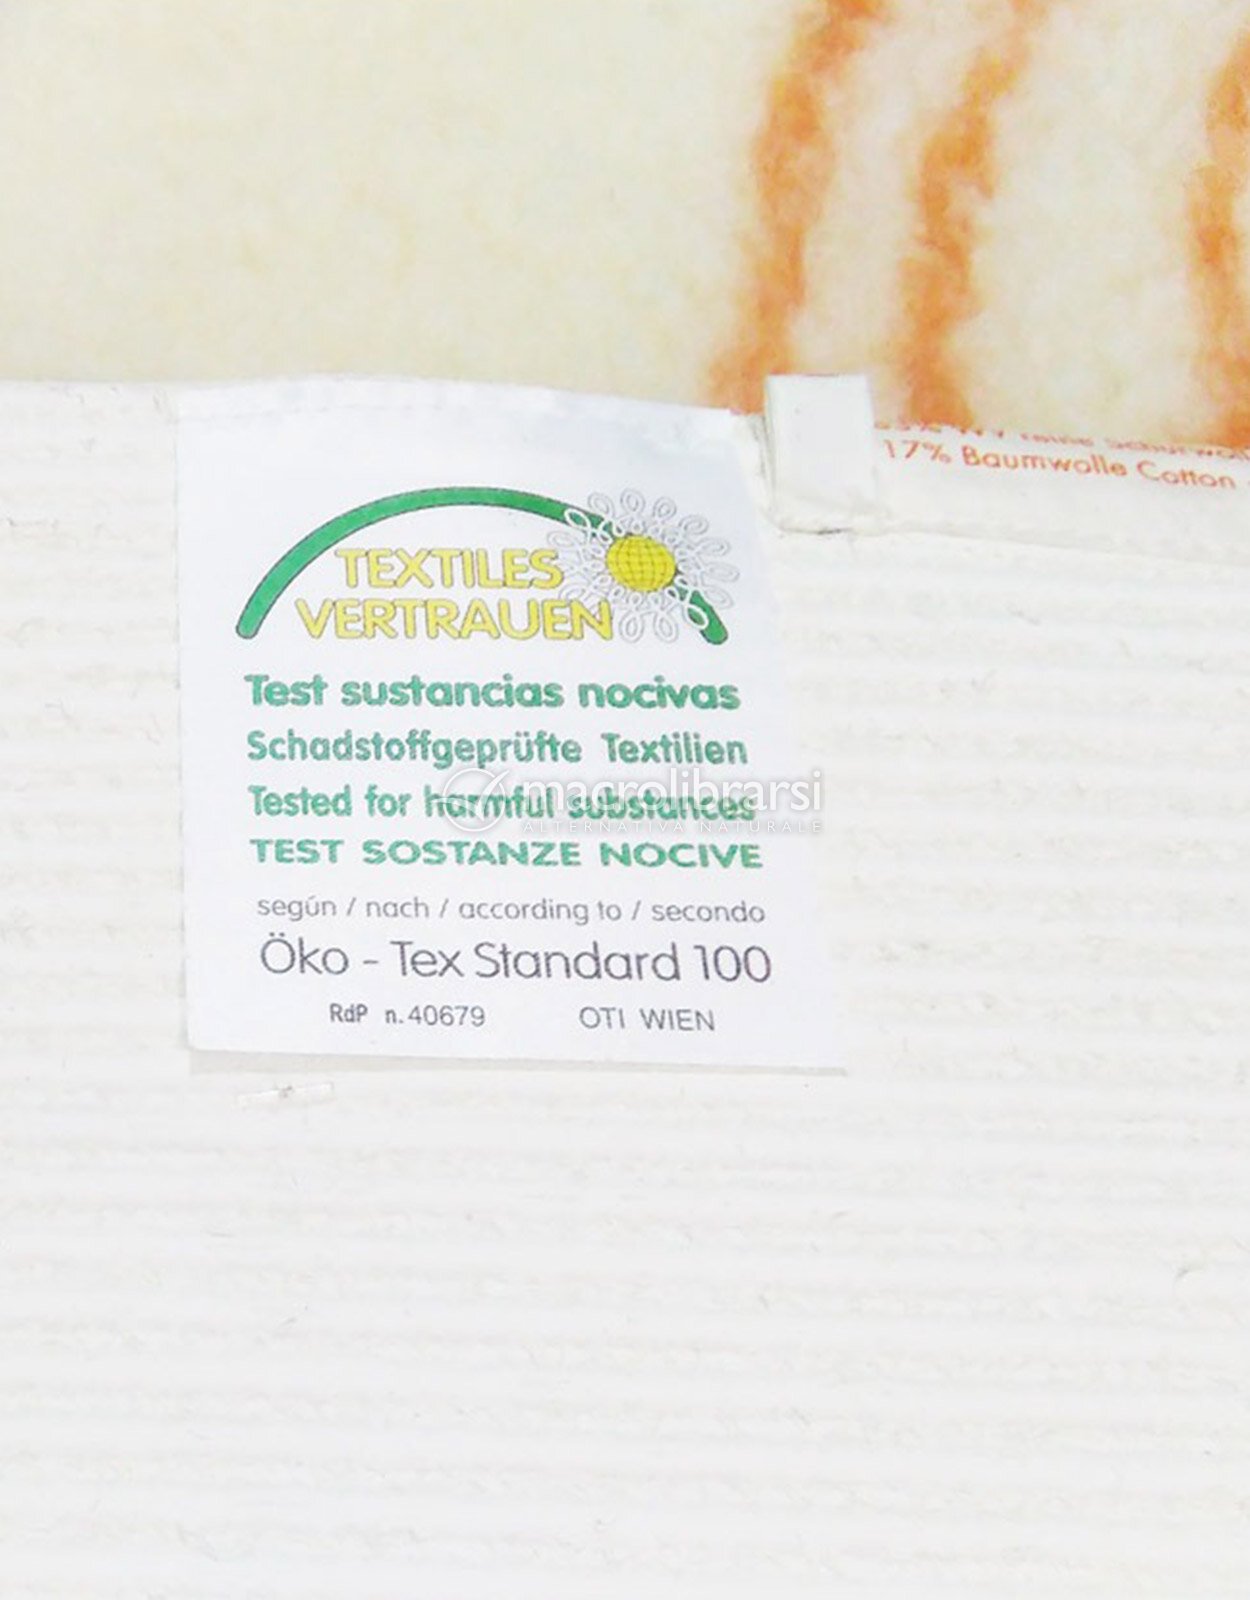 17% Baumwolle Cotton
TEXTILES
VERTRAUEN
Test sustancias nocivas
Schadstoffgeprüfte Textilien
Tested for harmful substances
macrolibrarsi
ALTERNATIVA NATURALE
TEST SOSTANZE NOCIVE
según / nach / according to / secondo
Öko - Tex Standard 100
RdP n. 40679 OTI WIEN